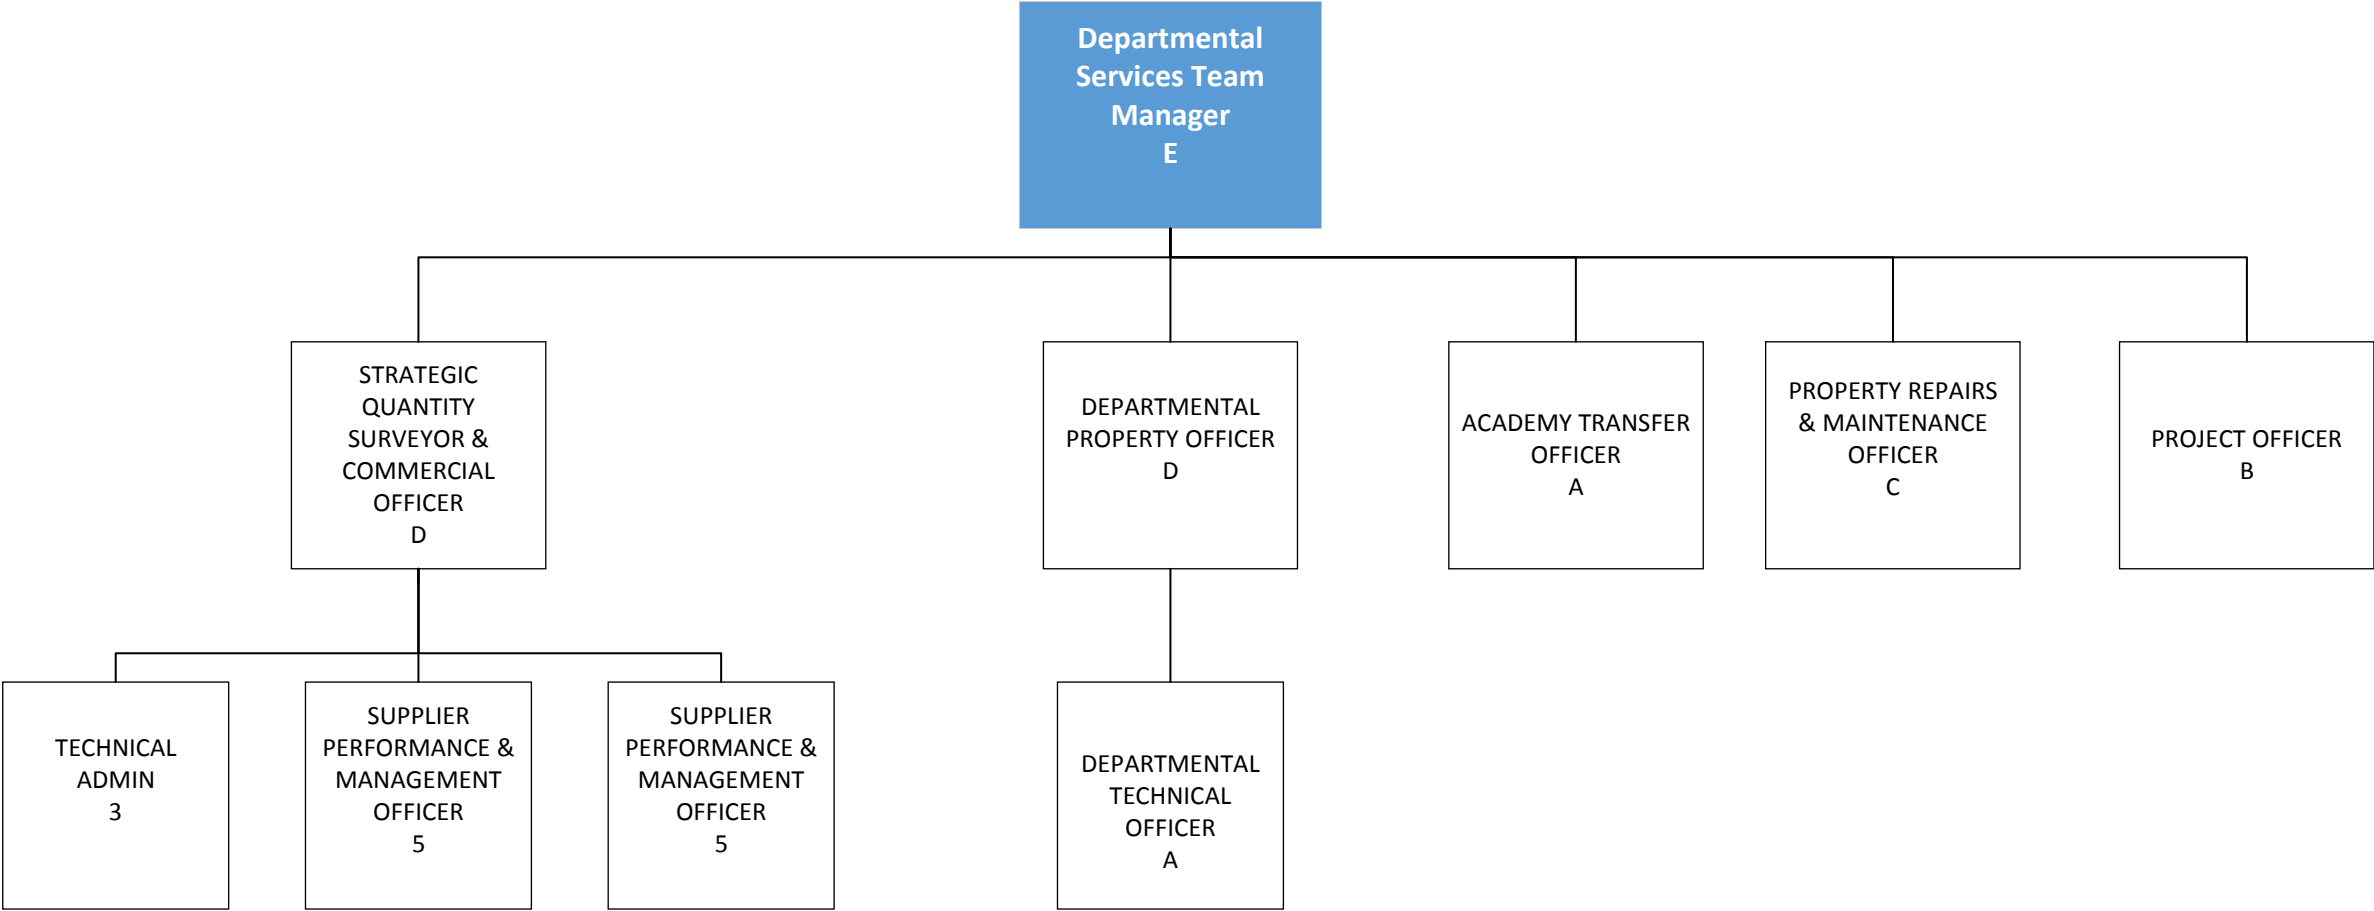 Departmental
Services Team
Manager
E
STRATEGIC
QUANTITY
SURVEYOR &
COMMERCIAL
OFFICER
D
DEPARTMENTAL
PROPERTY OFFICER
D
ACADEMY TRANSFER
OFFICER
A
PROPERTY REPAIRS
& MAINTENANCE
OFFICER
C
PROJECT OFFICER
B
TECHNICAL
ADMIN
3
SUPPLIER
PERFORMANCE &
MANAGEMENT
OFFICER
5
SUPPLIER
PERFORMANCE &
MANAGEMENT
OFFICER
5
DEPARTMENTAL
TECHNICAL
OFFICER
A